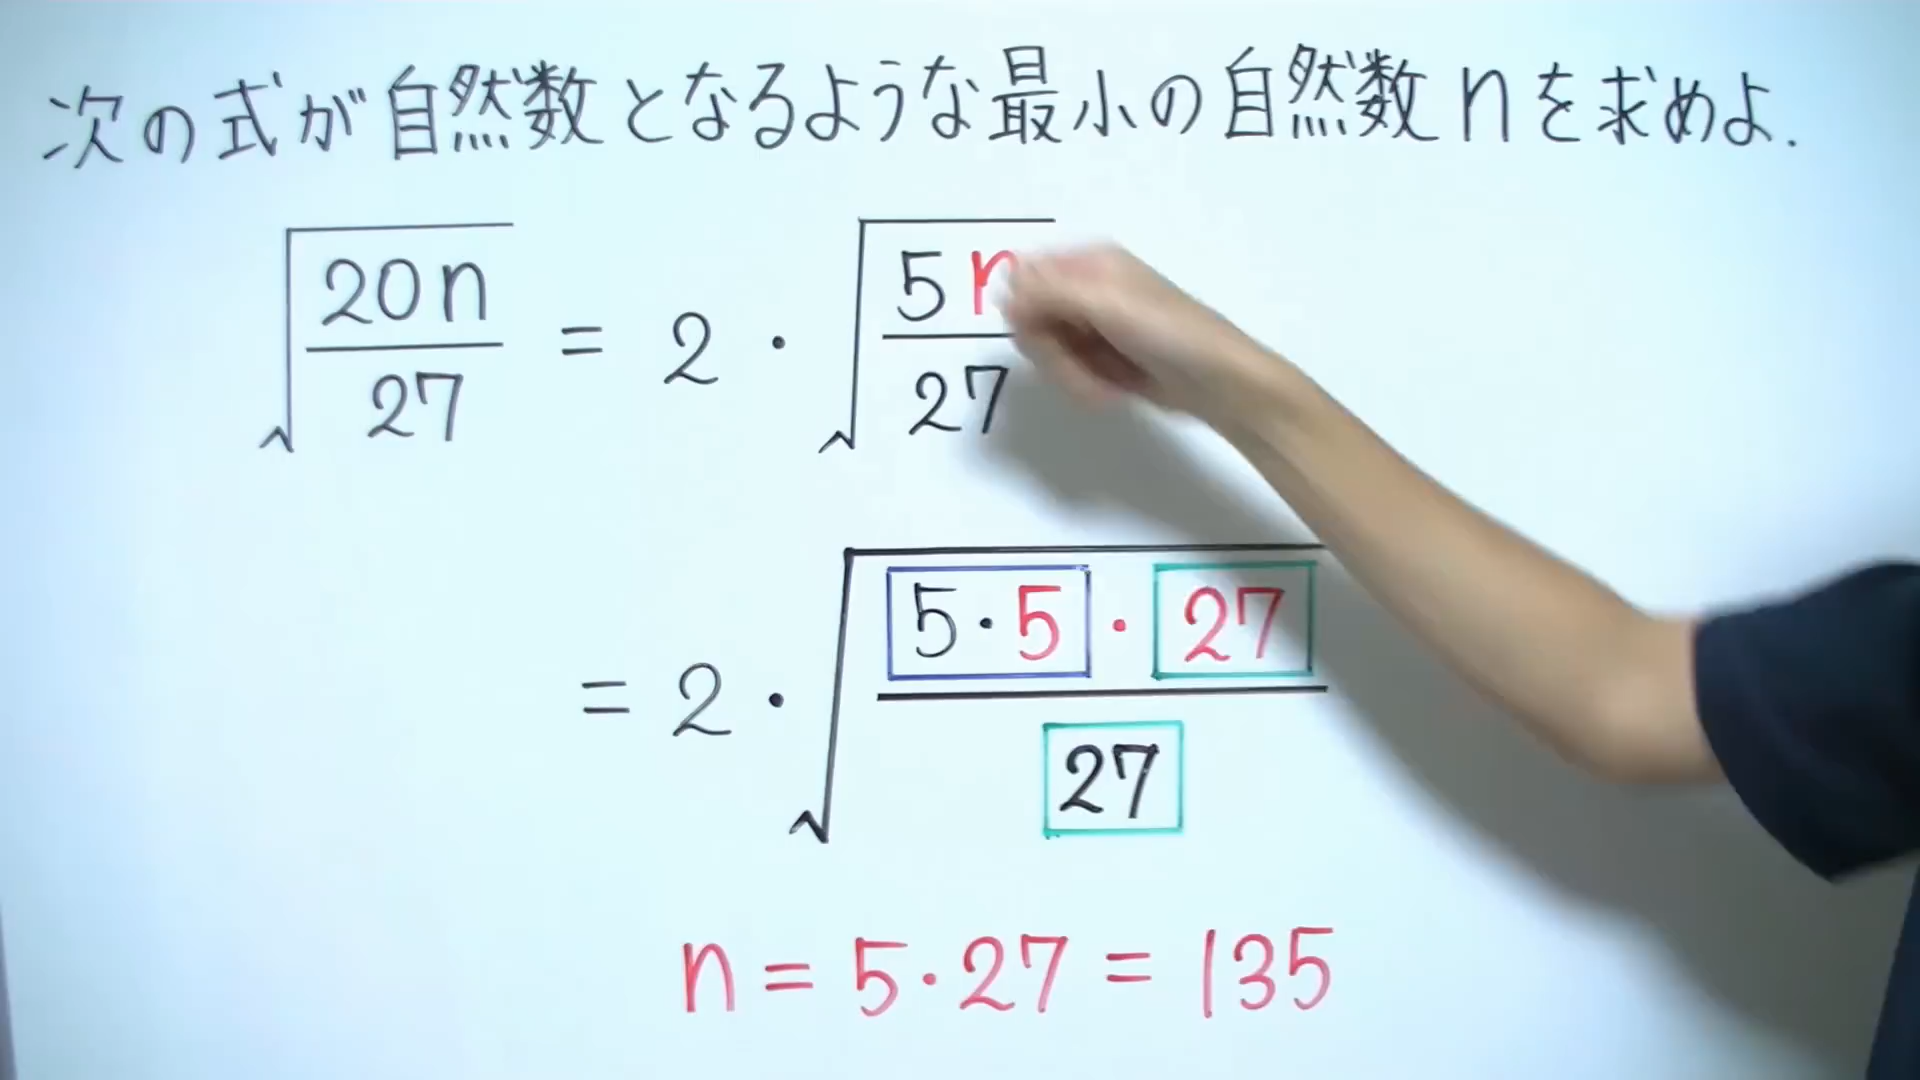 次の式が自然数となるような最小の自然数nを求めよ.
√(20n/27) = 2・√(5n/27)
= 2・√(5・5・27/27)
n = 5・27 = 135